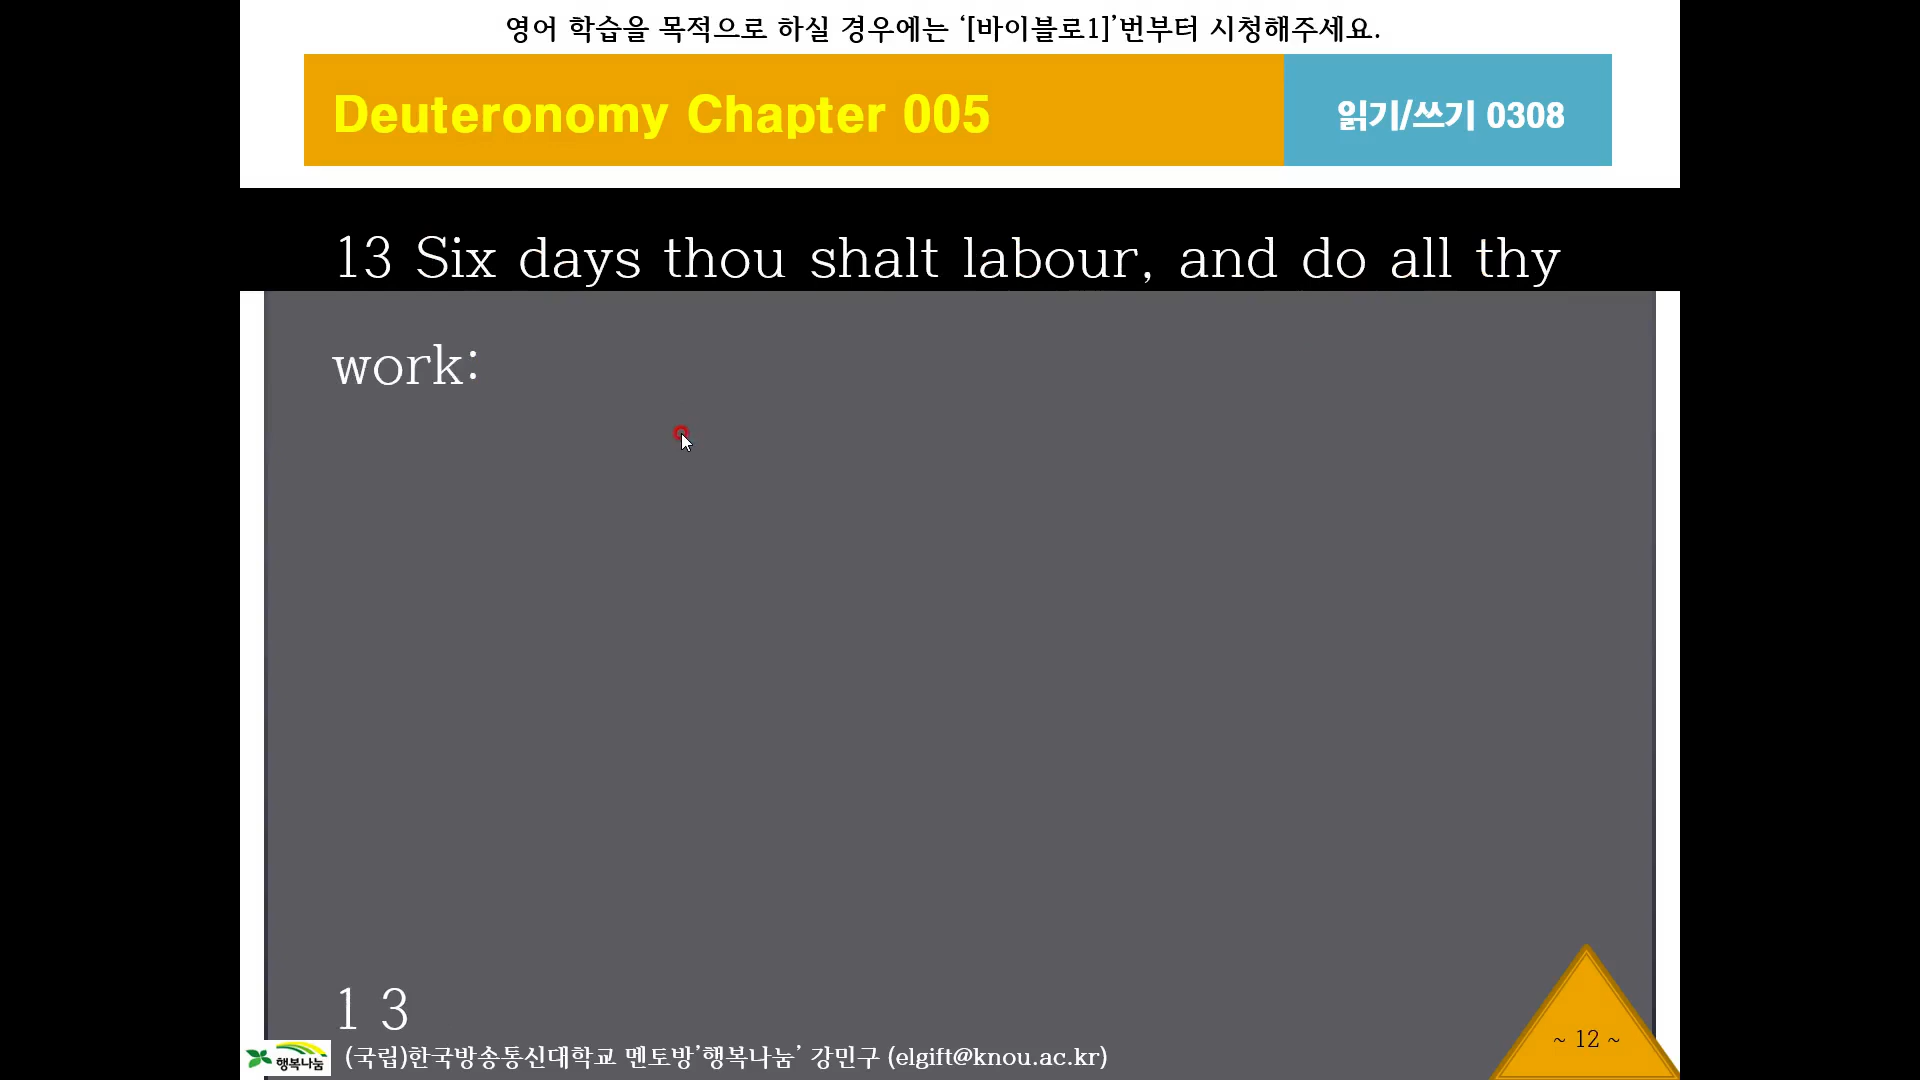 영어 학습을 목적으로 하실 경우에는 ‘[바이블로1]’번부터 시청해주세요.
Deuteronomy Chapter 005
읽기/쓰기 0308
13 Six days thou shalt labour, and do all thy
work:
1 3
~ 12 ~
행복나눔
(국립)한국방송통신대학교 멘토방’행복나눔’ 강민구 (elgift@knou.ac.kr)